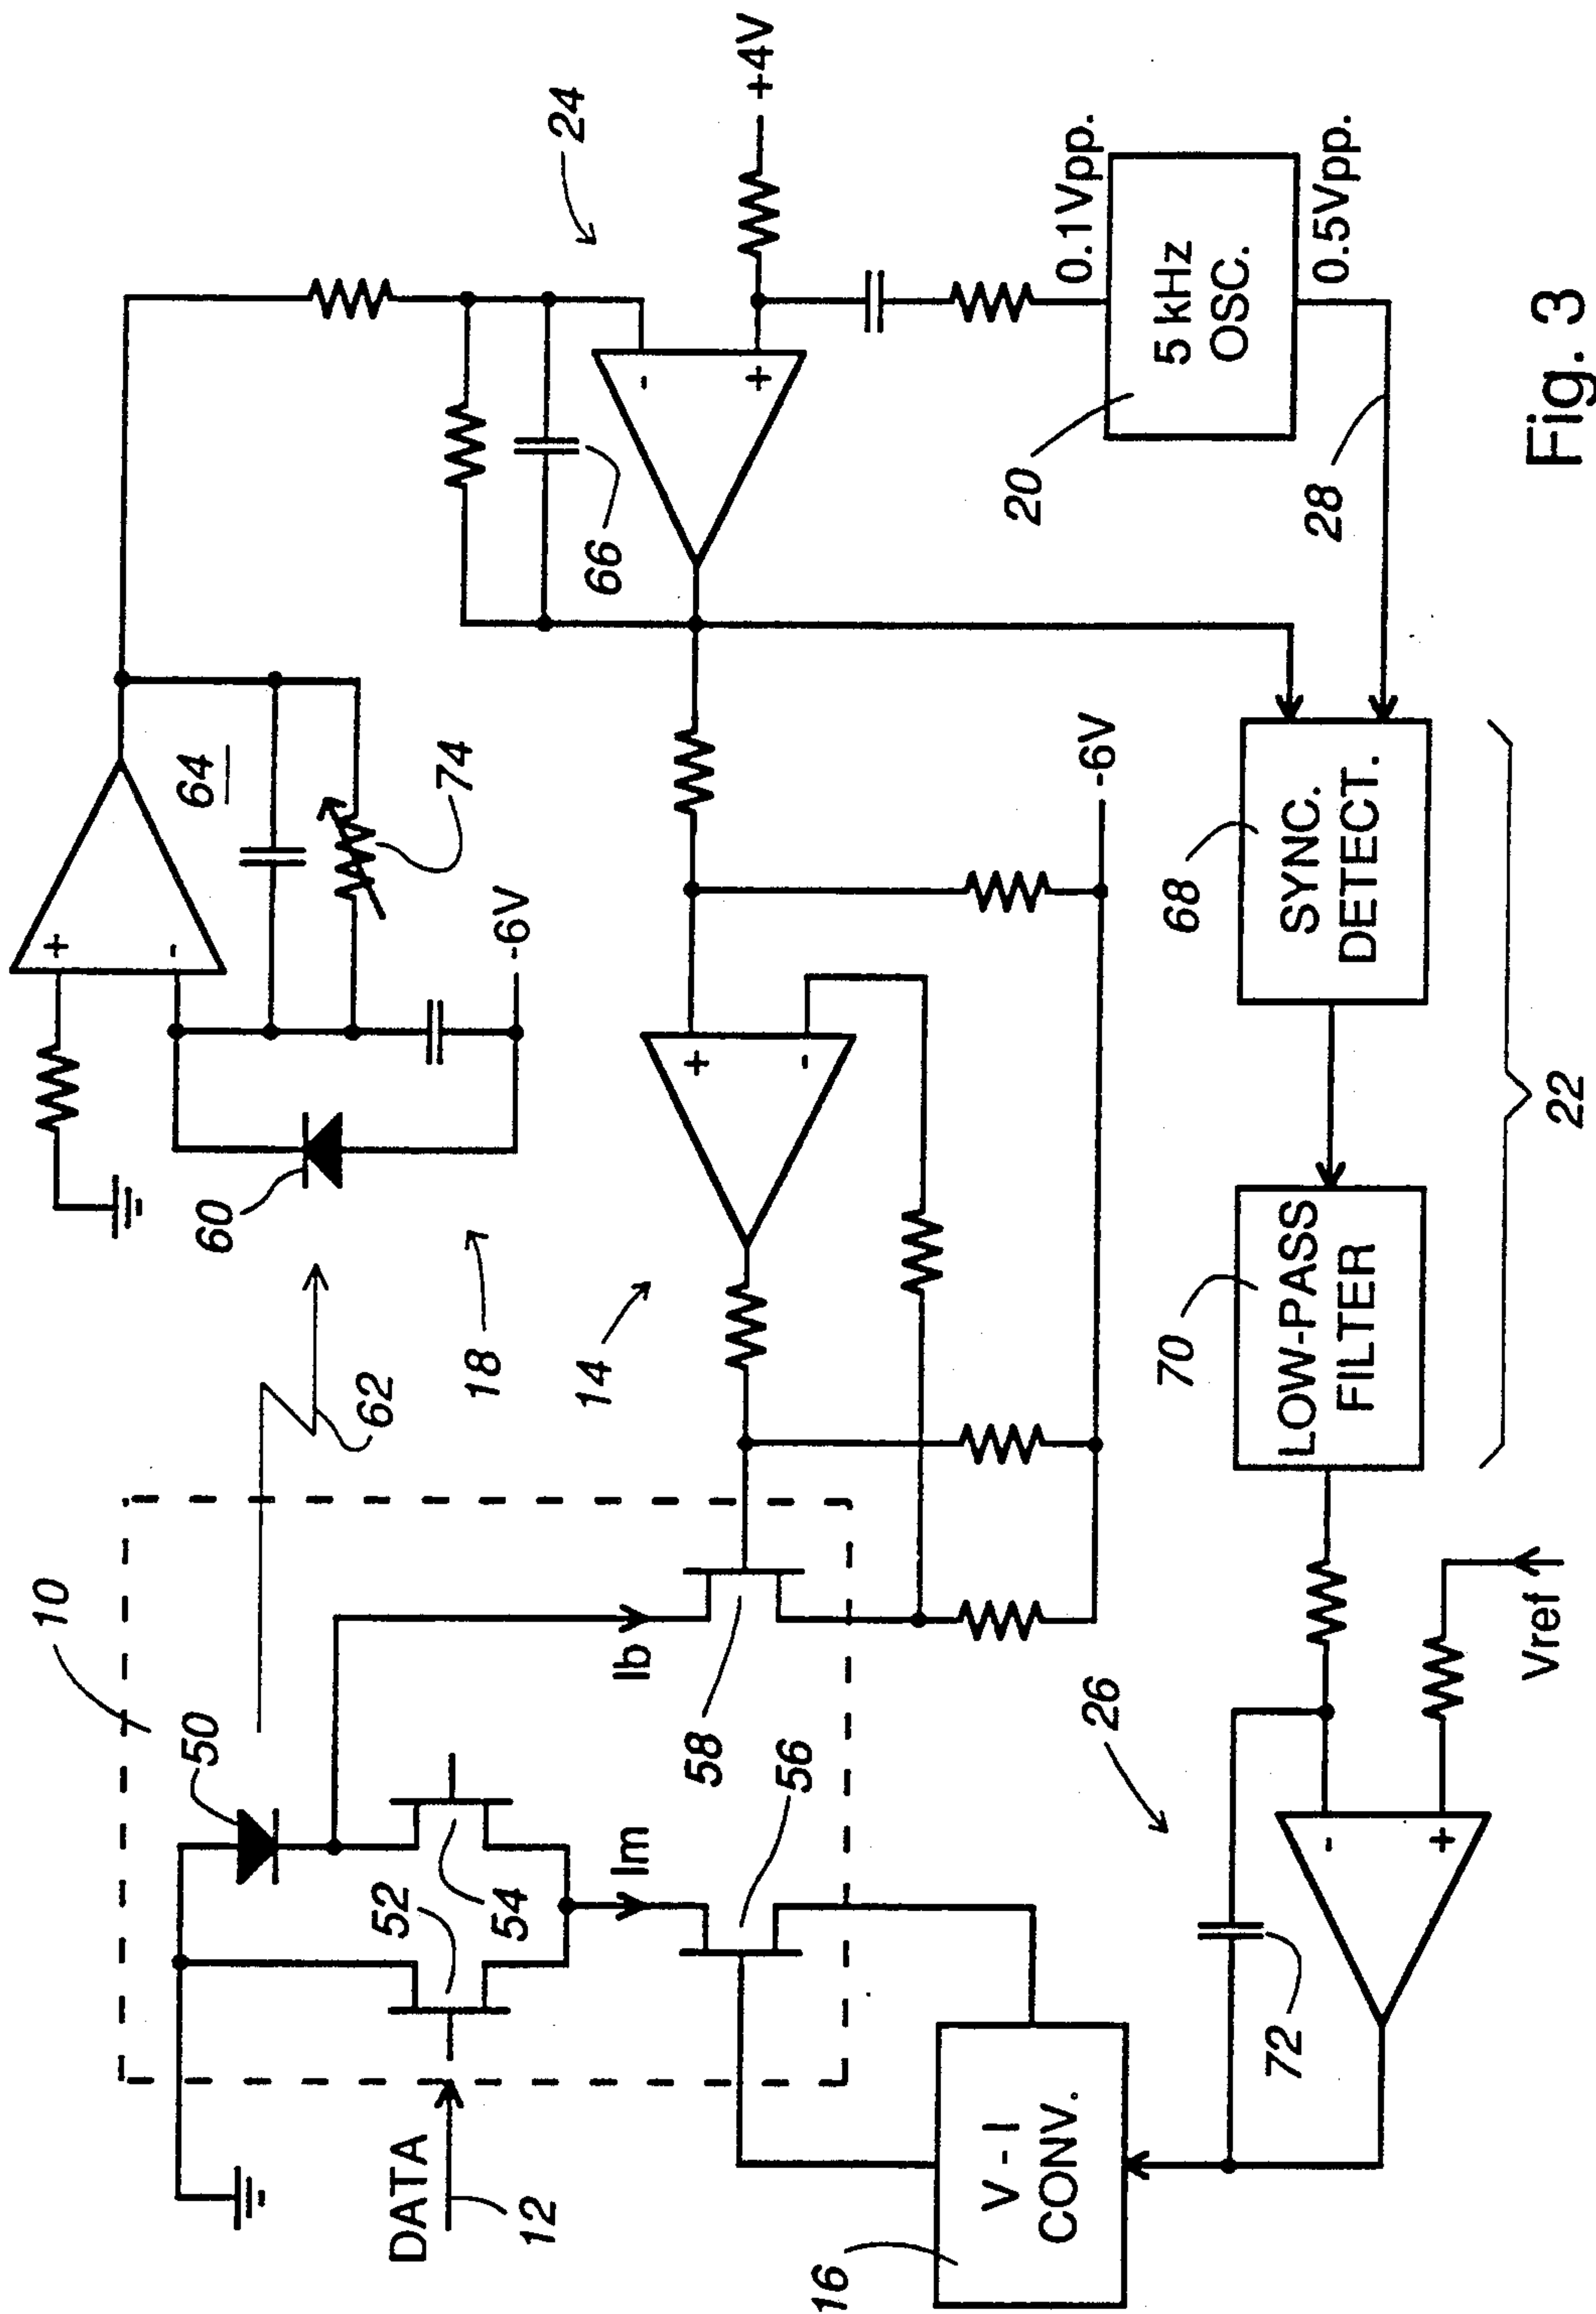 10
50
52
54
Im
56
DATA
12
16
V - I
CONV.
Ib
58
26
72
-
+
Vref
62
18
14
60
+
-
64
74
-6V
+
-
-6V
70
LOW-PASS
FILTER
68
SYNC.
DETECT.
22
24
66
-
+
+4V
0.1Vpp.
20
5 kHz
OSC.
0.5Vpp.
28
Fig. 3